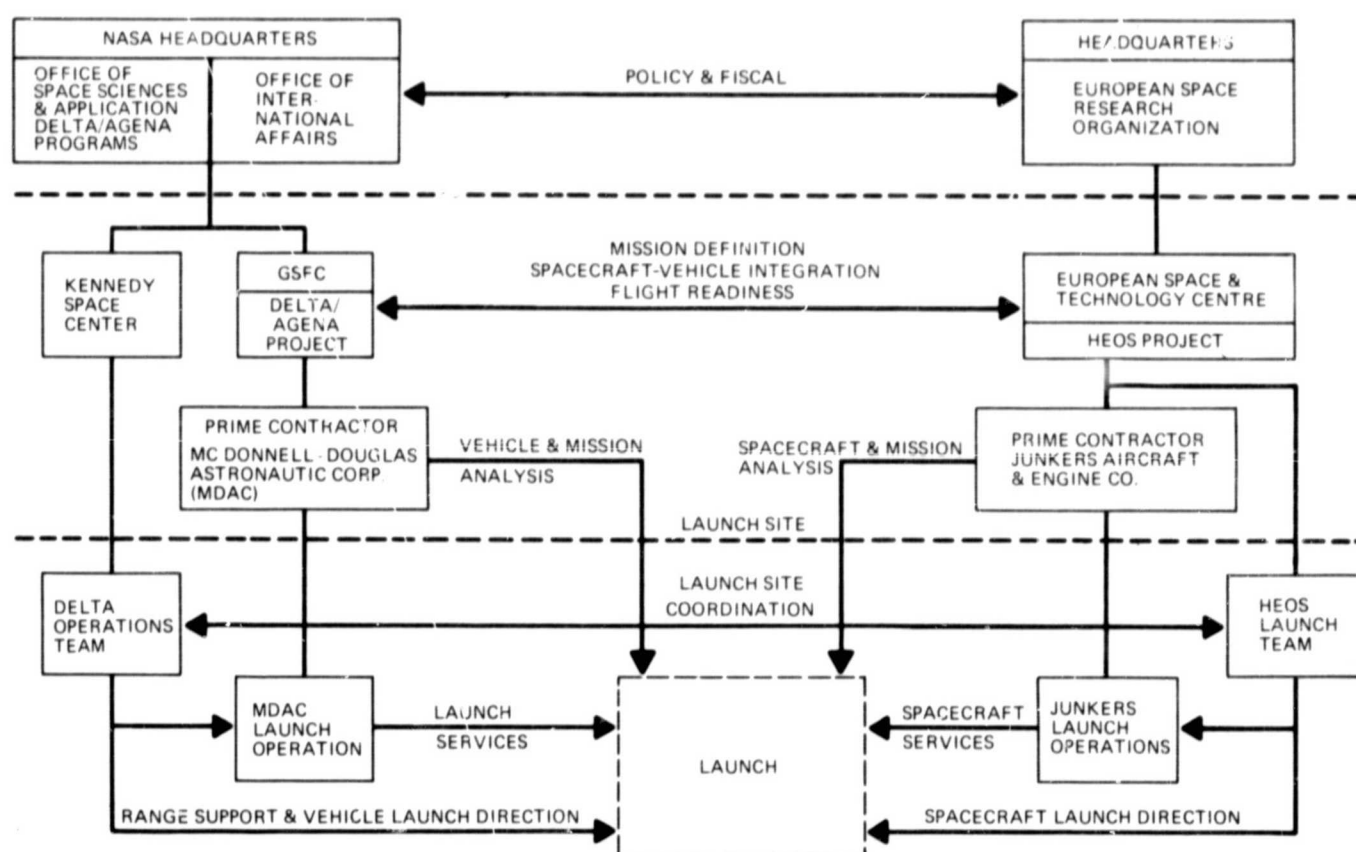 NASA HEADQUARTERS
OFFICE OF
SPACE SCIENCES
& APPLICATION
DELTA/AGENA
PROGRAMS
OFFICE OF
INTER-
NATIONAL
AFFAIRS
POLICY & FISCAL
HEADQUARTERS
EUROPEAN SPACE
RESEARCH
ORGANIZATION
KENNEDY
SPACE
CENTER
GSFC
DELTA/
AGENA
PROJECT
MISSION DEFINITION
SPACECRAFT-VEHICLE INTEGRATION
FLIGHT READINESS
EUROPEAN SPACE &
TECHNOLOGY CENTRE
HEOS PROJECT
PRIME CONTRACTOR
MC DONNELL-DOUGLAS
ASTRONAUTIC CORP.
(MDAC)
VEHICLE & MISSION
ANALYSIS
SPACECRAFT & MISSION
ANALYSIS
PRIME CONTRACTOR
JUNKERS AIRCRAFT
& ENGINE CO.
LAUNCH SITE
DELTA
OPERATIONS
TEAM
LAUNCH SITE
COORDINATION
HEOS
LAUNCH
TEAM
MDAC
LAUNCH
OPERATION
LAUNCH
SERVICES
LAUNCH
SPACECRAFT
SERVICES
JUNKERS
LAUNCH
OPERATIONS
RANGE SUPPORT & VEHICLE LAUNCH DIRECTION
SPACECRAFT LAUNCH DIRECTION